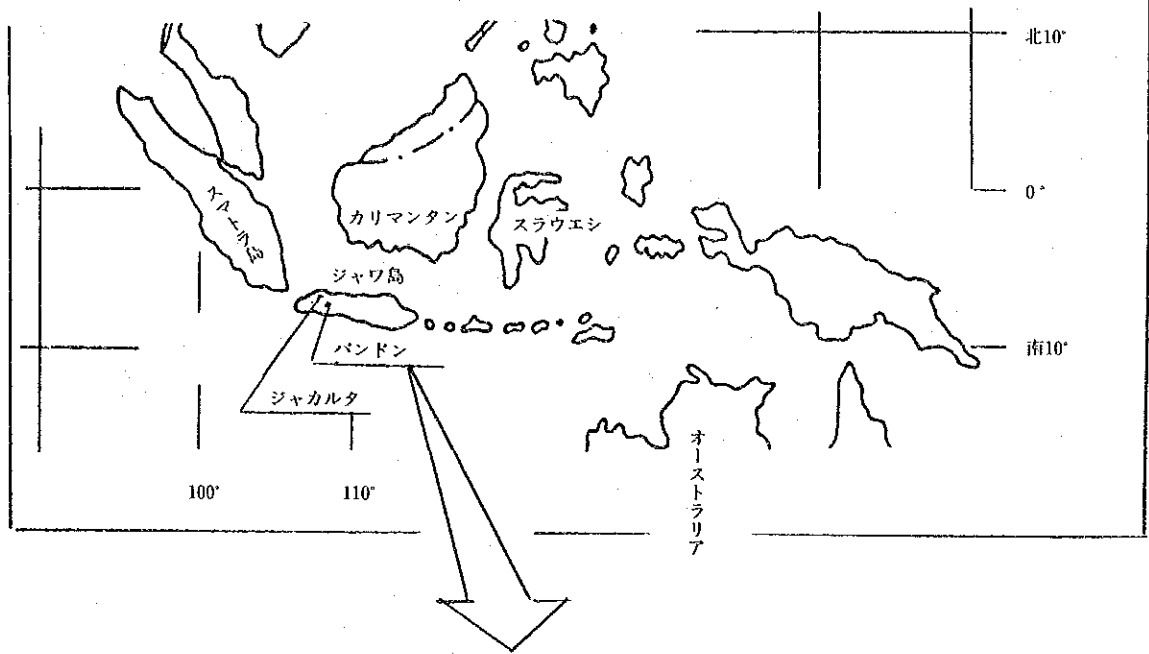 北10°
0°
スマトラ島
カリマンタン
スラウエシ
ジャワ島
バンドン
南10°
ジャカルタ
オーストラリア
100°
110°